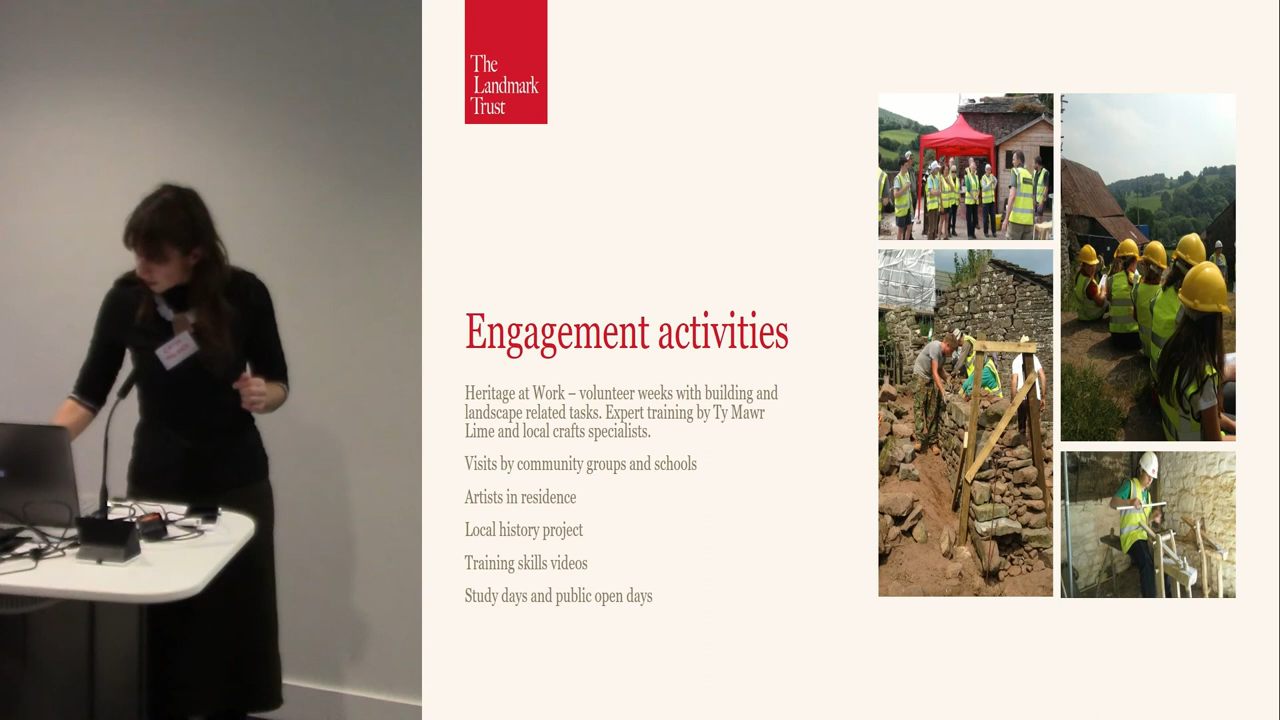 The
Landmark
Trust
Engagement activities
Heritage at Work – volunteer weeks with building and
landscape related tasks. Expert training by Ty Mawr
Lime and local crafts specialists.
Visits by community groups and schools
Artists in residence
Local history project
Training skills videos
Study days and public open days